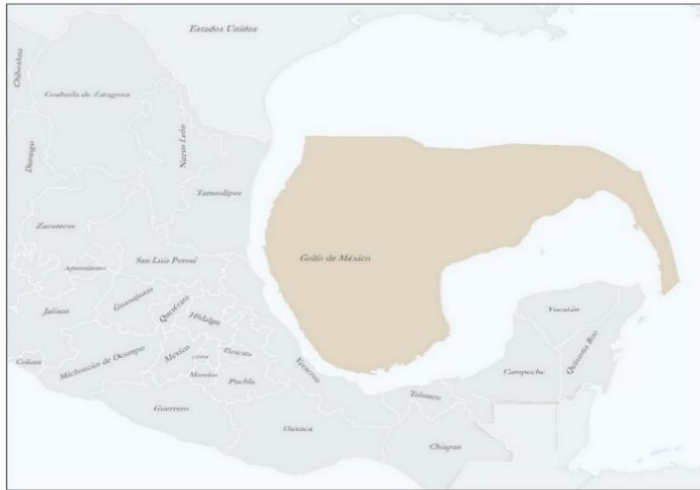 Estados Unidos
Chihuahua
Coahuila de Zaragoza
Nuevo León
Durango
Tamaulipas
Zacatecas
San Luis Potosí
Golfo de México
Aguascalientes
Guanajuato
Querétaro
Hidalgo
Jalisco
Yucatán
Quintana Roo
Colima
Michoacán de Ocampo
México
Tlaxcala
Veracruz
Campeche
Morelos
Puebla
Tabasco
Guerrero
Oaxaca
Chiapas